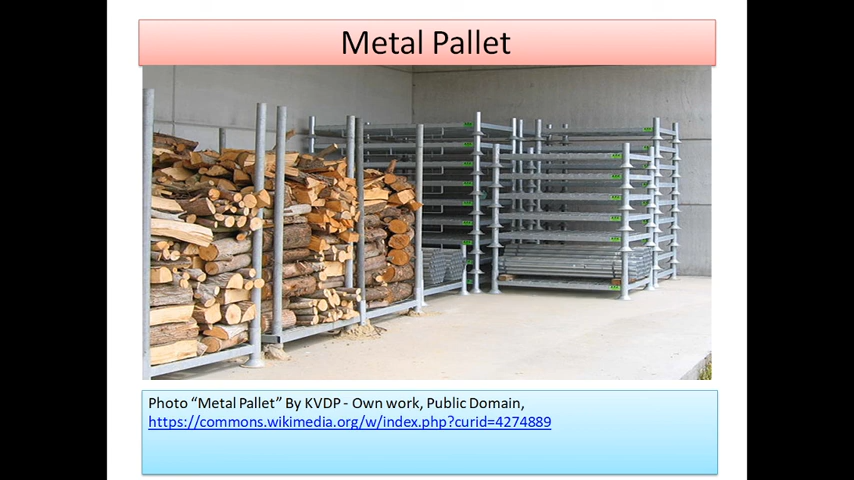 Metal Pallet
Photo “Metal Pallet” By KVDP - Own work, Public Domain,
https://commons.wikimedia.org/w/index.php?curid=4274889